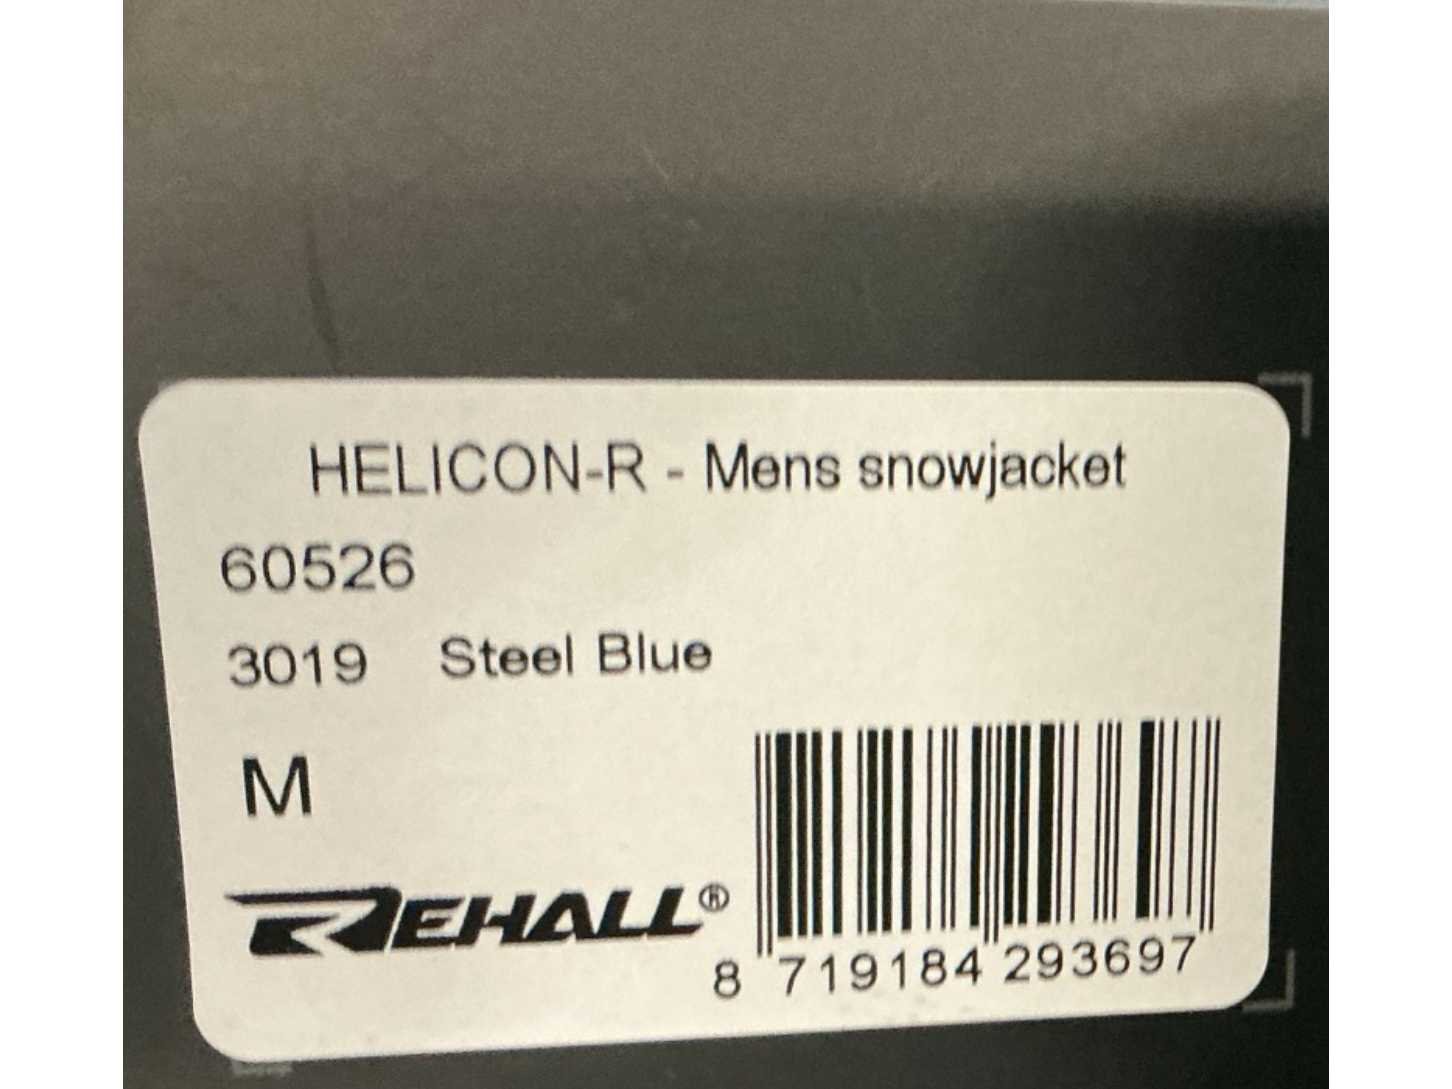 HELICON-R - Mens snowjacket
60526
3019 Steel Blue
M
REHALL®
8 719184 293697